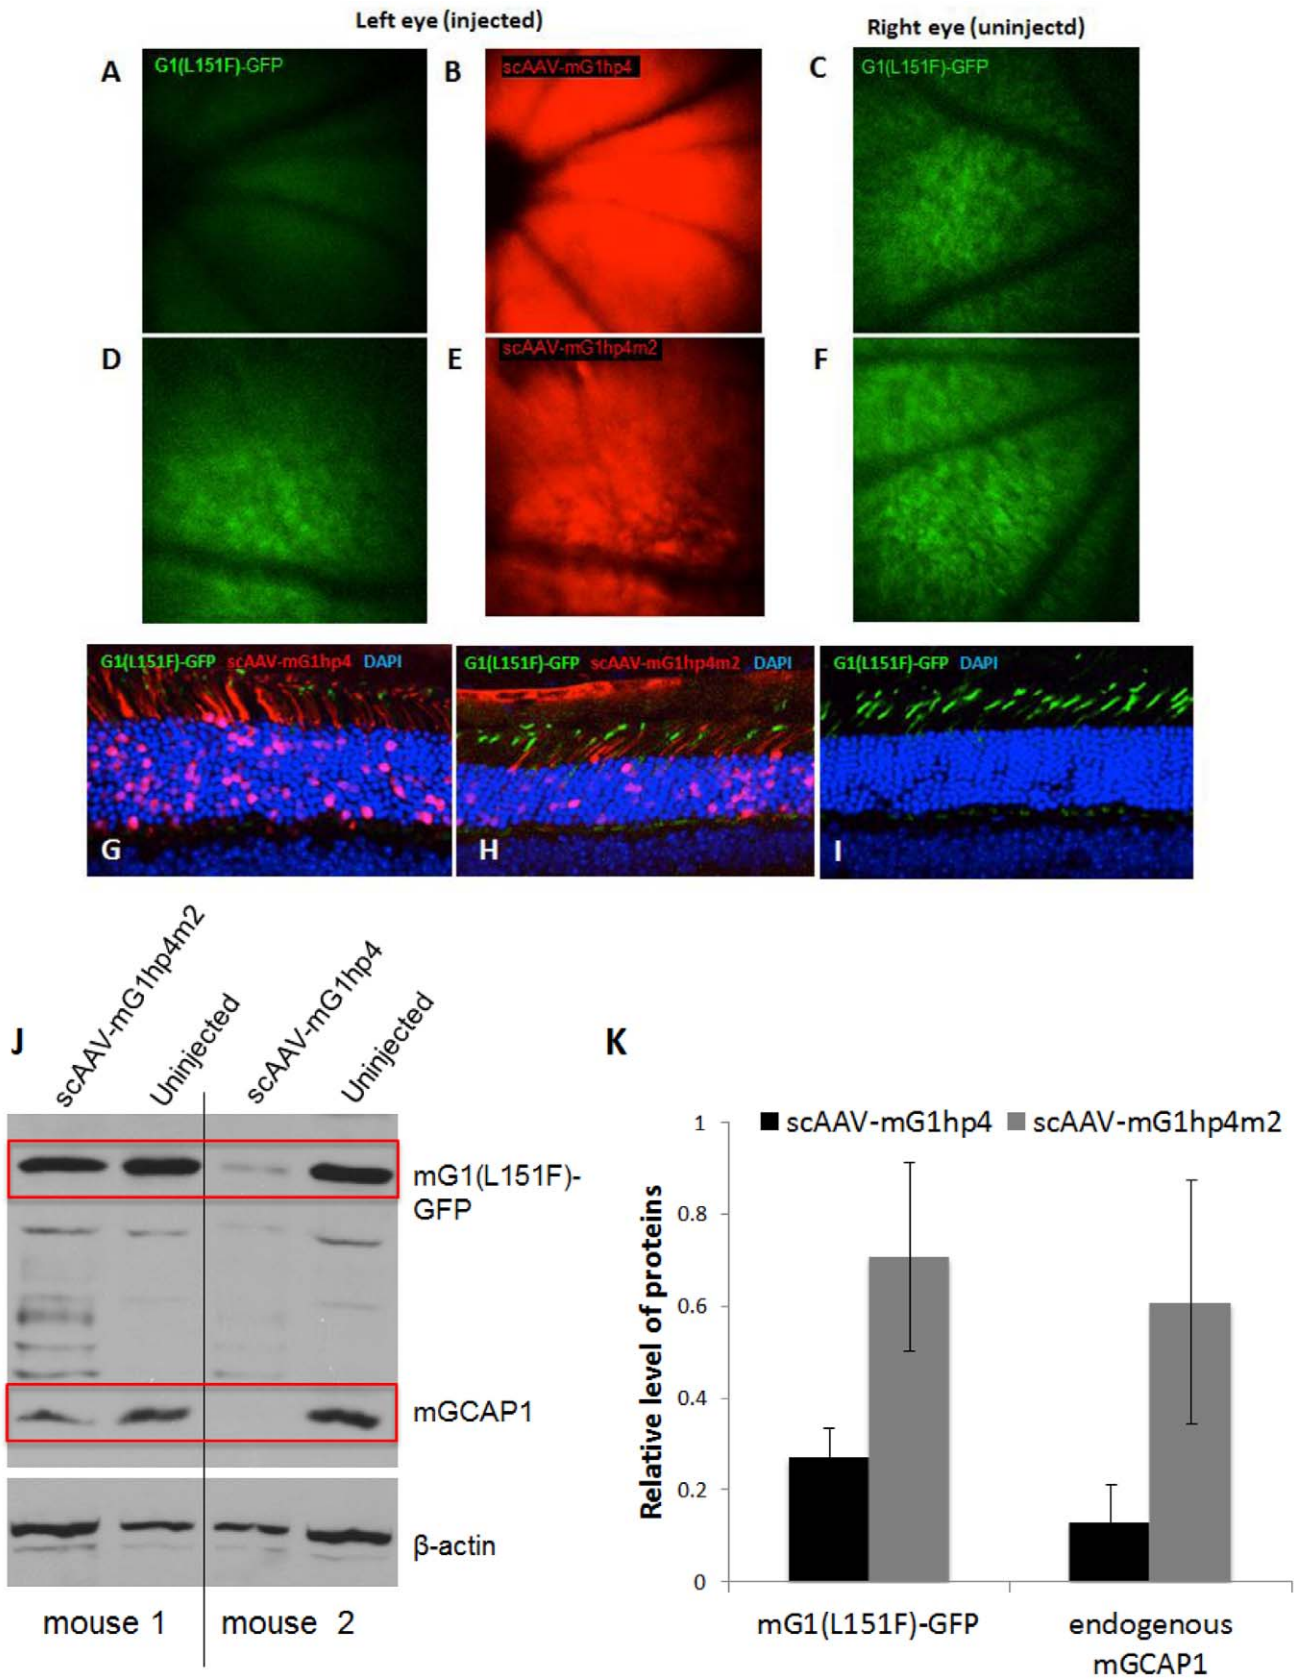 Left eye (injected)
Right eye (uninjectd)
A
G1(L151F)-GFP
B
scAAV-mG1hp4
C
G1(L151F)-GFP
D
E
scAAV-mG1hp4m2
F
G1(L151F)-GFP scAAV-mG1hp4 DAPI
G1(L151F)-GFP scAAV-mG1hp4m2 DAPI
G1(L151F)-GFP DAPI
G
H
I
J
scAAV-mG1hp4m2
Uninjected
scAAV-mG1hp4
Uninjected
mG1(L151F)-
GFP
mGCAP1
β-actin
mouse 1
mouse 2
K
scAAV-mG1hp4
scAAV-mG1hp4m2
Relative level of proteins
1
0.8
0.6
0.4
0.2
0
mG1(L151F)-GFP
endogenous
mGCAP1